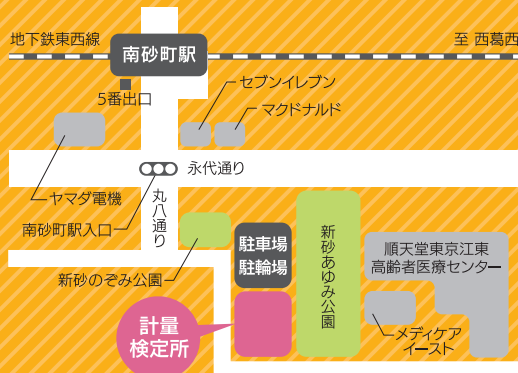 地下鉄東西線
南砂町駅
至 西葛西
5番出口
セブンイレブン
マクドナルド
永代通り
ヤマダ電機
南砂町駅入口
丸八通り
新砂のぞみ公園
駐車場
駐輪場
新砂あゆみ公園
順天堂東京江東
高齢者医療センター
メディケア
イースト
計量
検定所